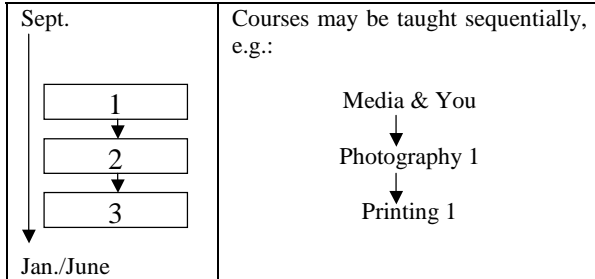 Sept.
1
2
3
Jan./June
Courses may be taught sequentially,
e.g.:
Media & You
Photography 1
Printing 1